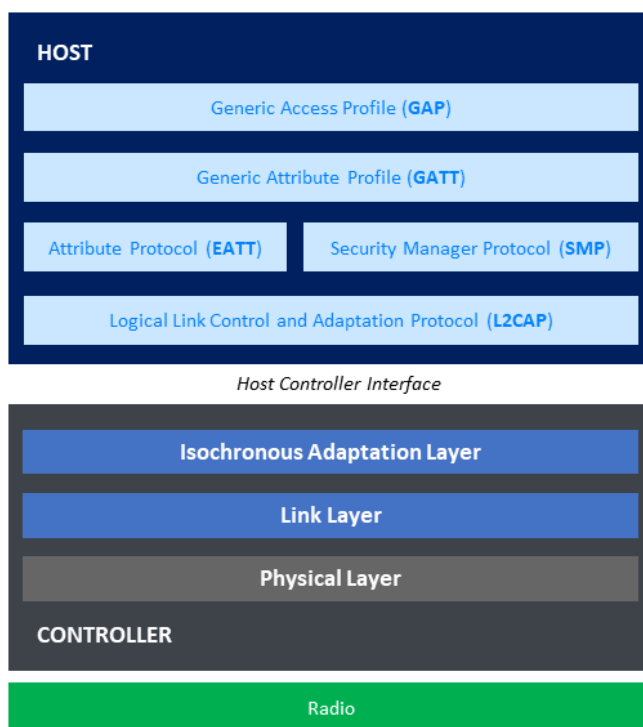 HOST
Generic Access Profile (GAP)
Generic Attribute Profile (GATT)
Attribute Protocol (EATT)
Security Manager Protocol (SMP)
Logical Link Control and Adaptation Protocol (L2CAP)
Host Controller Interface
Isochronous Adaptation Layer
Link Layer
Physical Layer
CONTROLLER
Radio